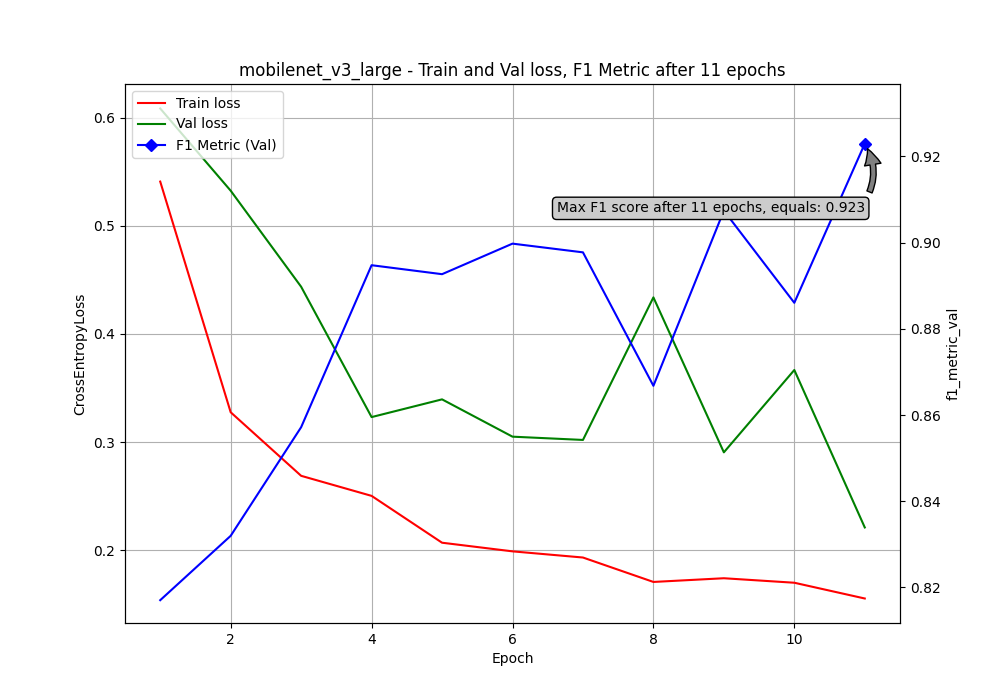 mobilenet_v3_large - Train and Val loss, F1 Metric after 11 epochs
Train loss
Val loss
F1 Metric (Val)
Max F1 score after 11 epochs, equals: 0.923
CrossEntropyLoss
0.6
0.5
0.4
0.3
0.2
f1_metric_val
0.92
0.90
0.88
0.86
0.84
0.82
2
4
6
8
10
Epoch